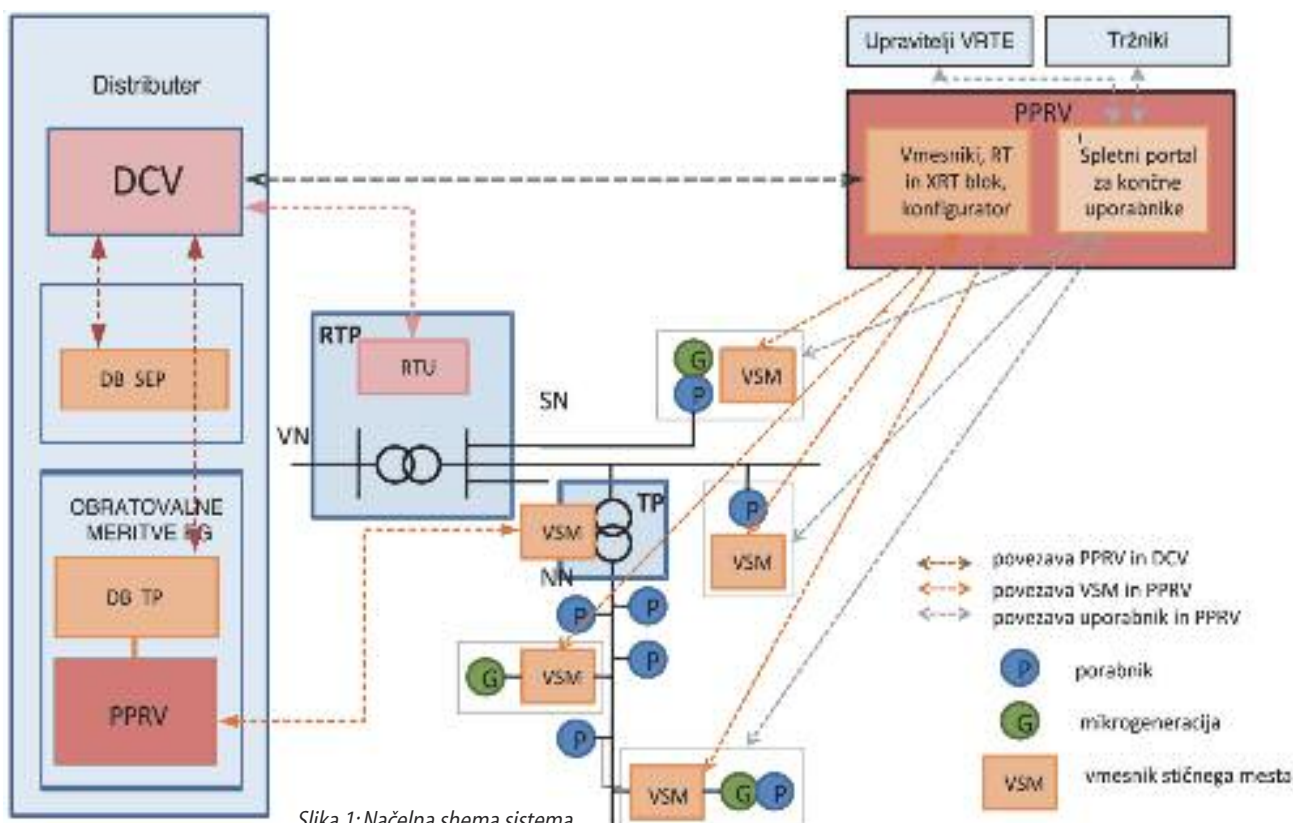 Upravitelji VRTE
Tržniki
Distributer
DCV
PPRV
Vmesniki, RT
in XRT blok,
konfigurator
Spletni portal
za končne
uporabnike
DB SEP
RTP
RTU
VN
SN
G
P
VSM
OBRATOVALNE
MERITVE
DB TP
PPRV
TP
VSM
NN
P
VSM
P
P
P
G
VSM
P
VSM
G
P
povezava PPRV in DCV
povezava VSM in PPRV
povezava uporabnik in PPRV
P
porabnik
G
mikrogeneracija
VSM
vmesnik stičnega mesta
Slika 1: Načelna shema sistema